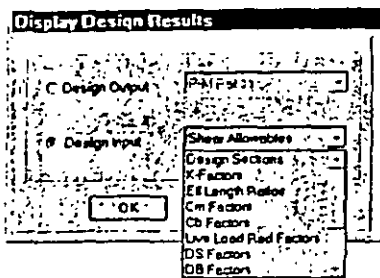 Display Design Results
Design Output
Design Input
Shear Allowables
Design Sections
K-Factors
Eff Length Ratios
Cm Factors
Cb Factors
Live Load Red Factors
DS Factors
DB Factors
OK